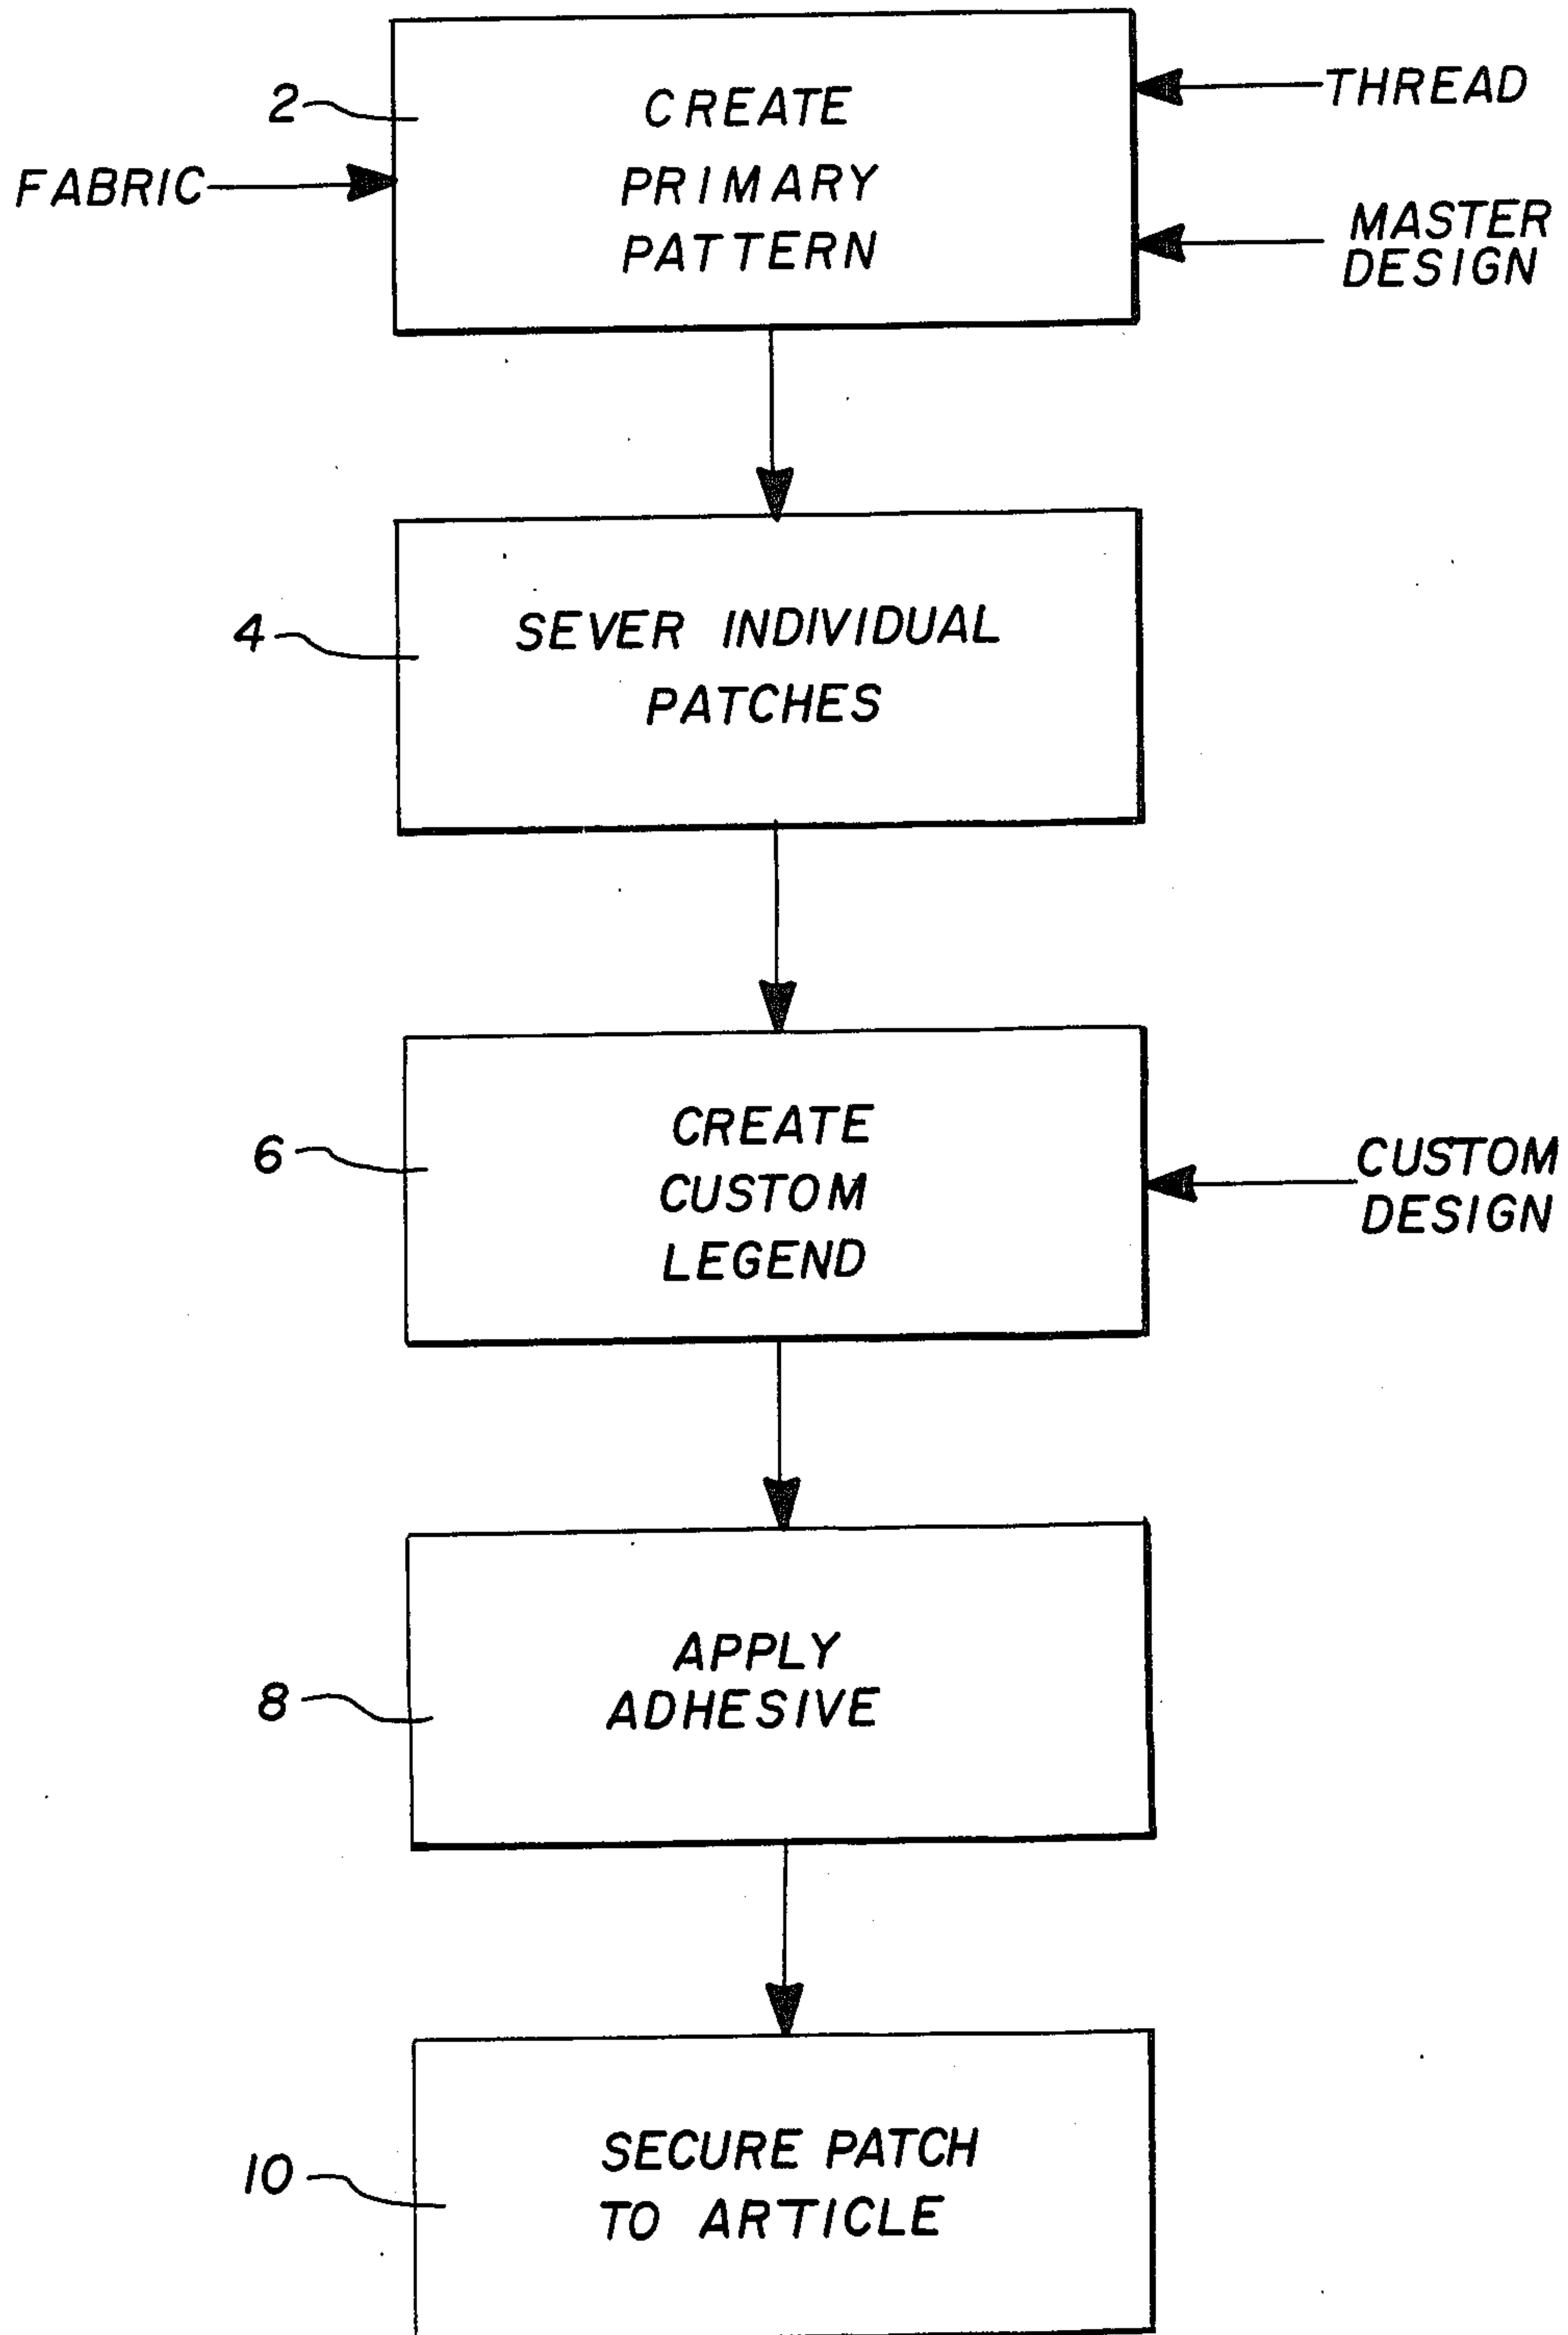 CREATE
PRIMARY
PATTERN
2
FABRIC
THREAD
MASTER
DESIGN
4
SEVER INDIVIDUAL
PATCHES
6
CREATE
CUSTOM
LEGEND
CUSTOM
DESIGN
8
APPLY
ADHESIVE
10
SECURE PATCH
TO ARTICLE